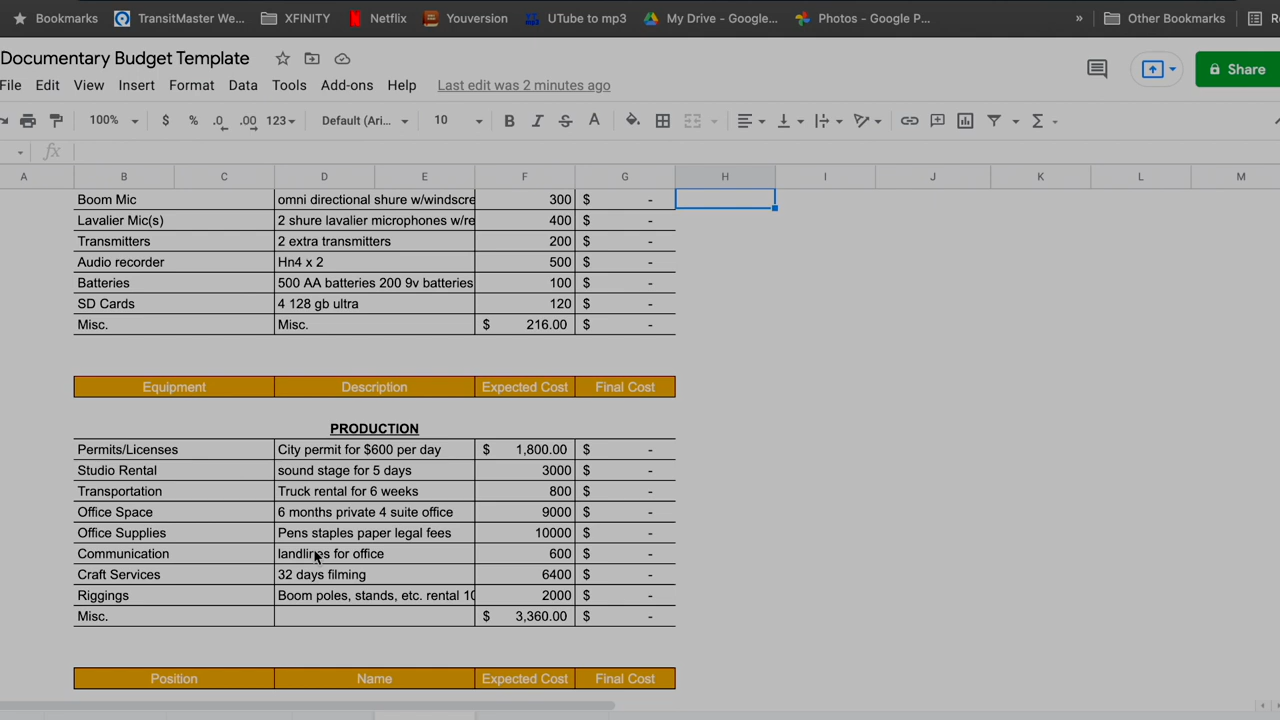 Bookmarks TransitMaster We... XFINITY Netflix Youversion UTube to mp3 My Drive - Google... Photos - Google P... » Other Bookmarks
Documentary Budget Template
File Edit View Insert Format Data Tools Add-ons Help Last edit was 2 minutes ago Share
100% $ % .0 .00 123 Default (Ari... 10 B I S A
fx
A B C D E F G H I J K L M
Boom Mic omni directional shure w/windscre 300 $ -
Lavalier Mic(s) 2 shure lavalier microphones w/re 400 $ -
Transmitters 2 extra transmitters 200 $ -
Audio recorder Hn4 x 2 500 $ -
Batteries 500 AA batteries 200 9v batteries 100 $ -
SD Cards 4 128 gb ultra 120 $ -
Misc. Misc. $ 216.00 $ -
Equipment Description Expected Cost Final Cost
PRODUCTION
Permits/Licenses City permit for $600 per day $ 1,800.00 $ -
Studio Rental sound stage for 5 days 3000 $ -
Transportation Truck rental for 6 weeks 800 $ -
Office Space 6 months private 4 suite office 9000 $ -
Office Supplies Pens staples paper legal fees 10000 $ -
Communication landlines for office 600 $ -
Craft Services 32 days filming 6400 $ -
Riggings Boom poles, stands, etc. rental 10 2000 $ -
Misc. $ 3,360.00 $ -
Position Name Expected Cost Final Cost